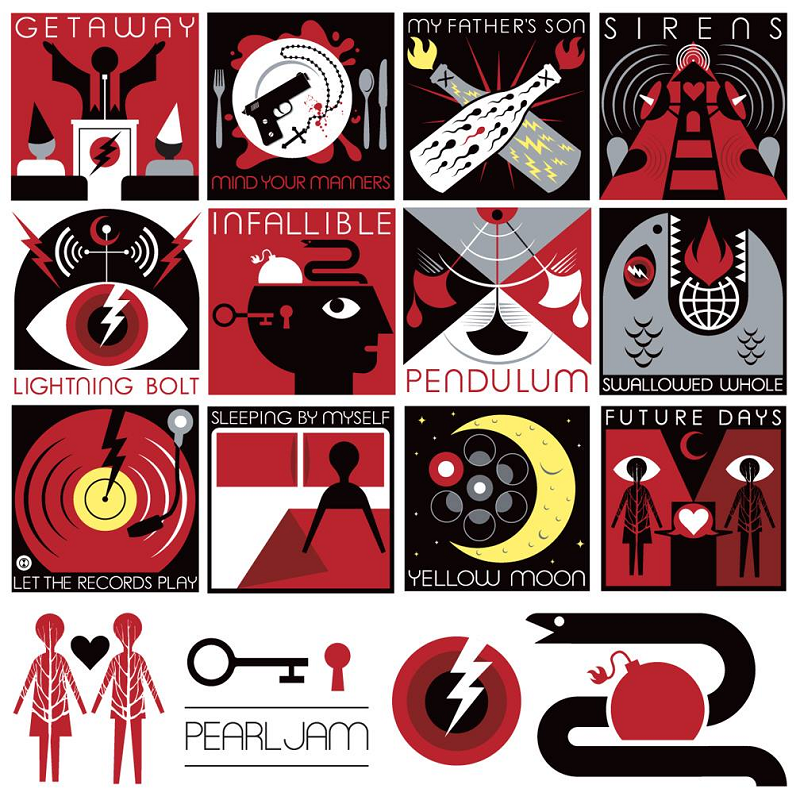 GETAWAY
MIND YOUR MANNERS
MY FATHER'S SON
SIRENS
LIGHTNING BOLT
INFALLIBLE
PENDULUM
SWALLOWED WHOLE
LET THE RECORDS PLAY
SLEEPING BY MYSELF
YELLOW MOON
FUTURE DAYS
PEARL JAM